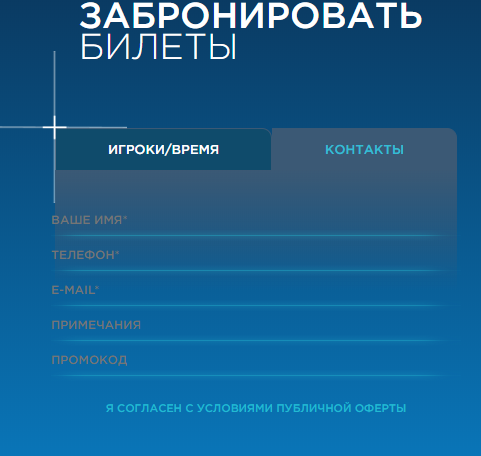 ЗАБРОНИРОВАТЬ
БИЛЕТЫ
ИГРОКИ/ВРЕМЯ
КОНТАКТЫ
ВАШЕ ИМЯ*
ТЕЛЕФОН*
E-MAIL*
ПРИМЕЧАНИЯ
ПРОМОКОД
Я СОГЛАСЕН С УСЛОВИЯМИ ПУБЛИЧНОЙ ОФЕРТЫ